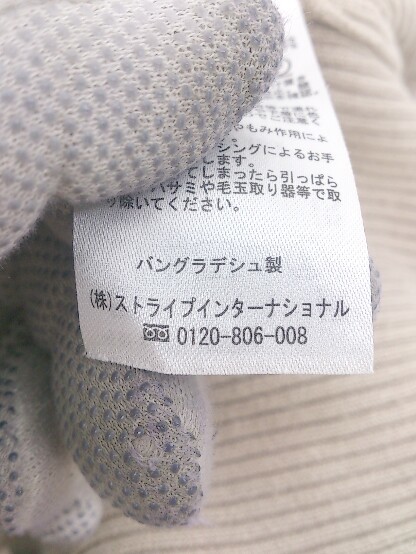 やもみ作用によ
シングによるお手
します。
てしまったら引っぱら
ハサミや毛玉取り器等で取
り除いてください。
バングラデシュ製
(株)ストライプインターナショナル
0120-806-008